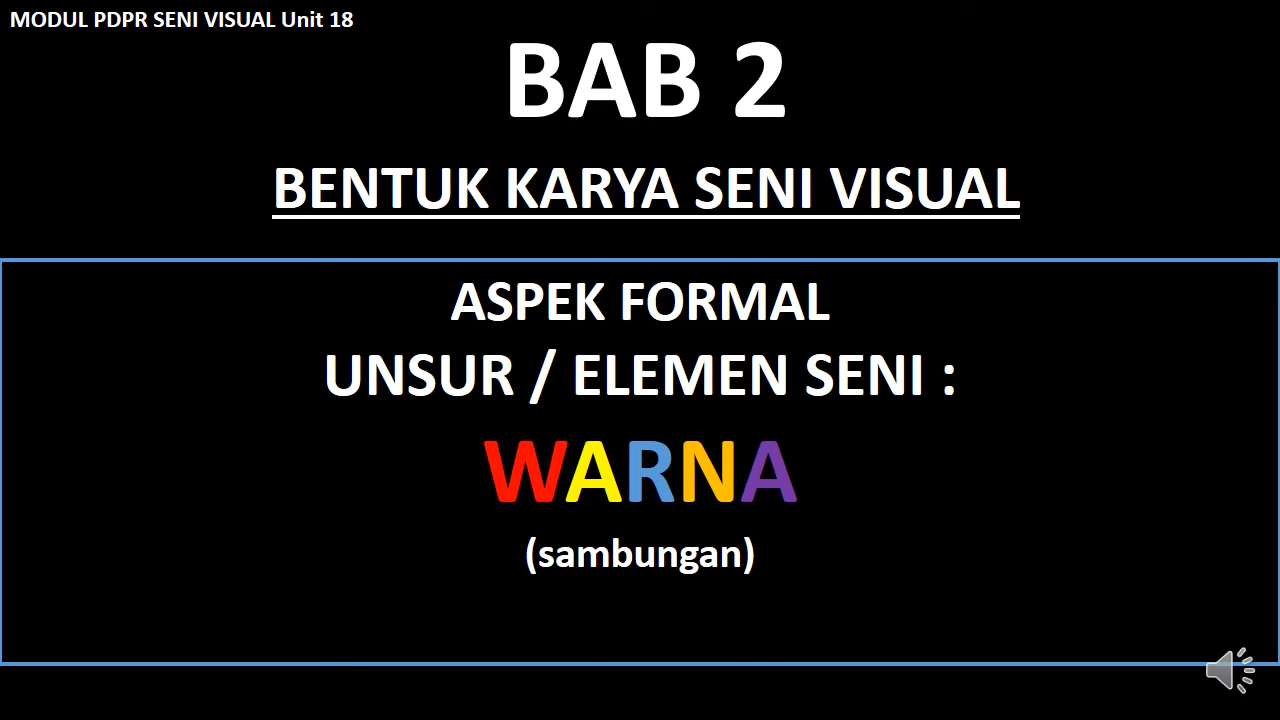 MODUL PDPR SENI VISUAL Unit 18
BAB 2
BENTUK KARYA SENI VISUAL
ASPEK FORMAL
UNSUR / ELEMEN SENI :
WARNA
(sambungan)